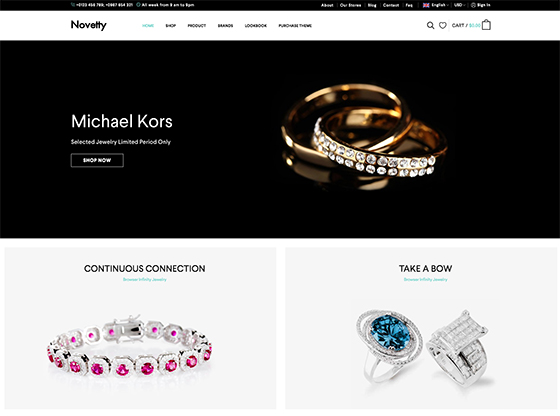 +0123 456 789; +0987 654 321 All week from 8 am to 9pm
About Our Stores Blog Contact Faq English USD Sign In
Novetty
HOME SHOP PRODUCT BRANDS LOOKBOOK PURCHASE THEME
CART / $0.00
Michael Kors
Selected Jewelry Limited Period Only
SHOP NOW
CONTINUOUS CONNECTION
Browse Infinity Jewelry
TAKE A BOW
Browse Infinity Jewelry